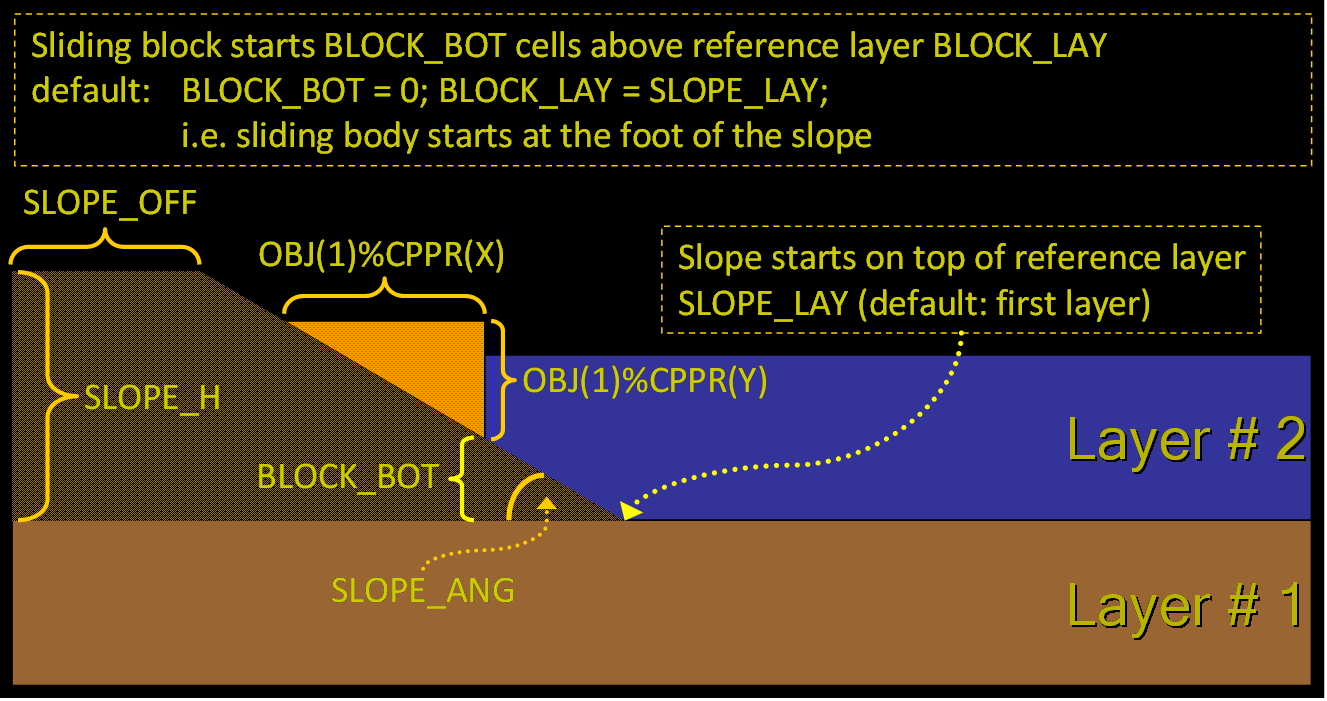 Sliding block starts BLOCK_BOT cells above reference layer BLOCK_LAY
default: BLOCK_BOT = 0; BLOCK_LAY = SLOPE_LAY;
i.e. sliding body starts at the foot of the slope
SLOPE_OFF
OBJ(1)%CPPR(X)
Slope starts on top of reference layer
SLOPE_LAY (default: first layer)
SLOPE_H
OBJ(1)%CPPR(Y)
Layer # 2
BLOCK_BOT
SLOPE_ANG
Layer # 1